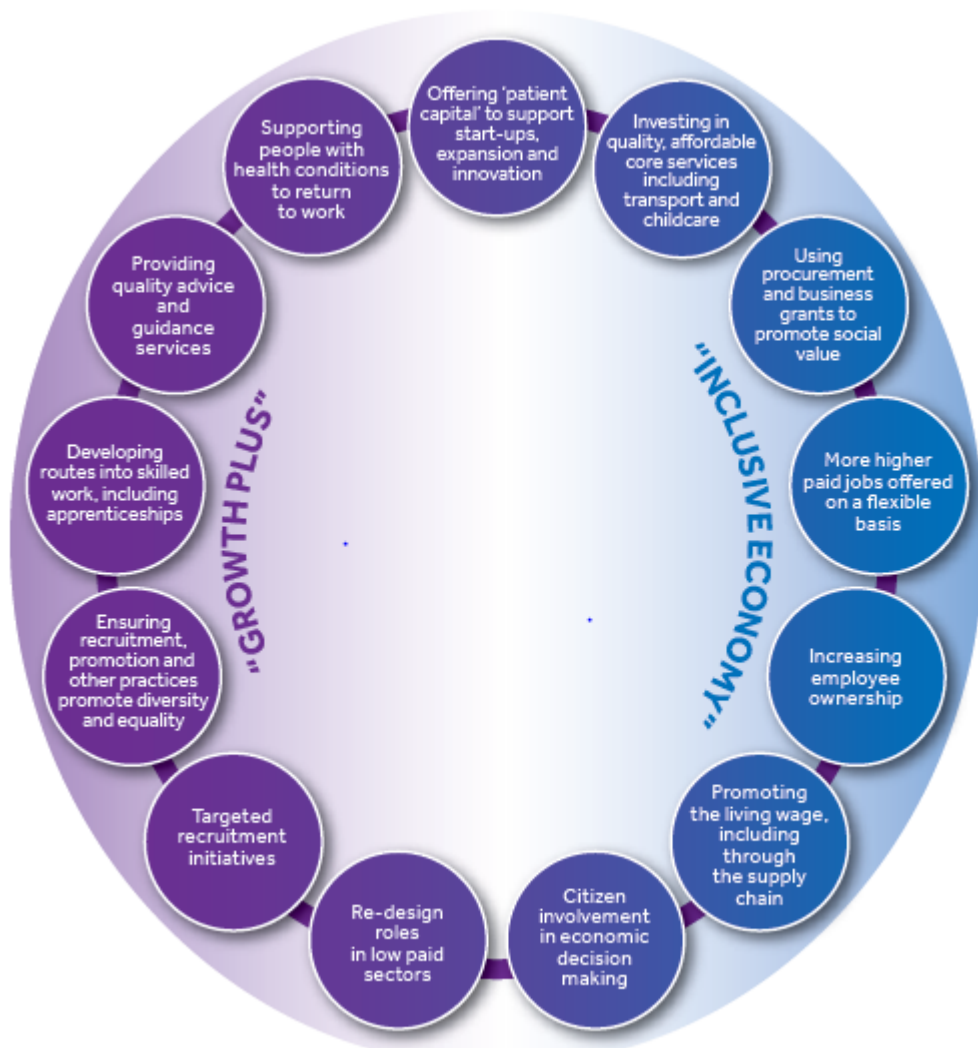 Offering ‘patient
capital’ to support
start-ups,
expansion and
innovation
Investing in
quality, affordable
core services
including
transport and
childcare
Using
procurement
and business
grants to
promote social
value
More higher
paid jobs offered
on a flexible
basis
Increasing
employee
ownership
Promoting
the living wage,
including
through
the supply
chain
Citizen
involvement
in economic
decision
making
Re-design
roles
in low paid
sectors
Targeted
recruitment
initiatives
Ensuring
recruitment,
promotion and
other practices
promote diversity
and equality
Developing
routes into skilled
work, including
apprenticeships
Providing
quality advice
and
guidance
services
Supporting
people with
health conditions
to return
to work
“GROWTH PLUS”
“INCLUSIVE ECONOMY”